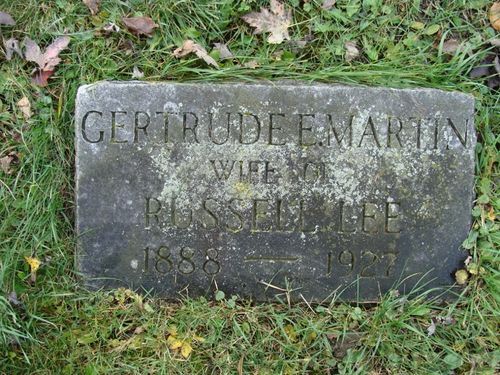 GERTRUDE E. MARTIN
WIFE OF
RUSSELL LEE
1888 — 1927